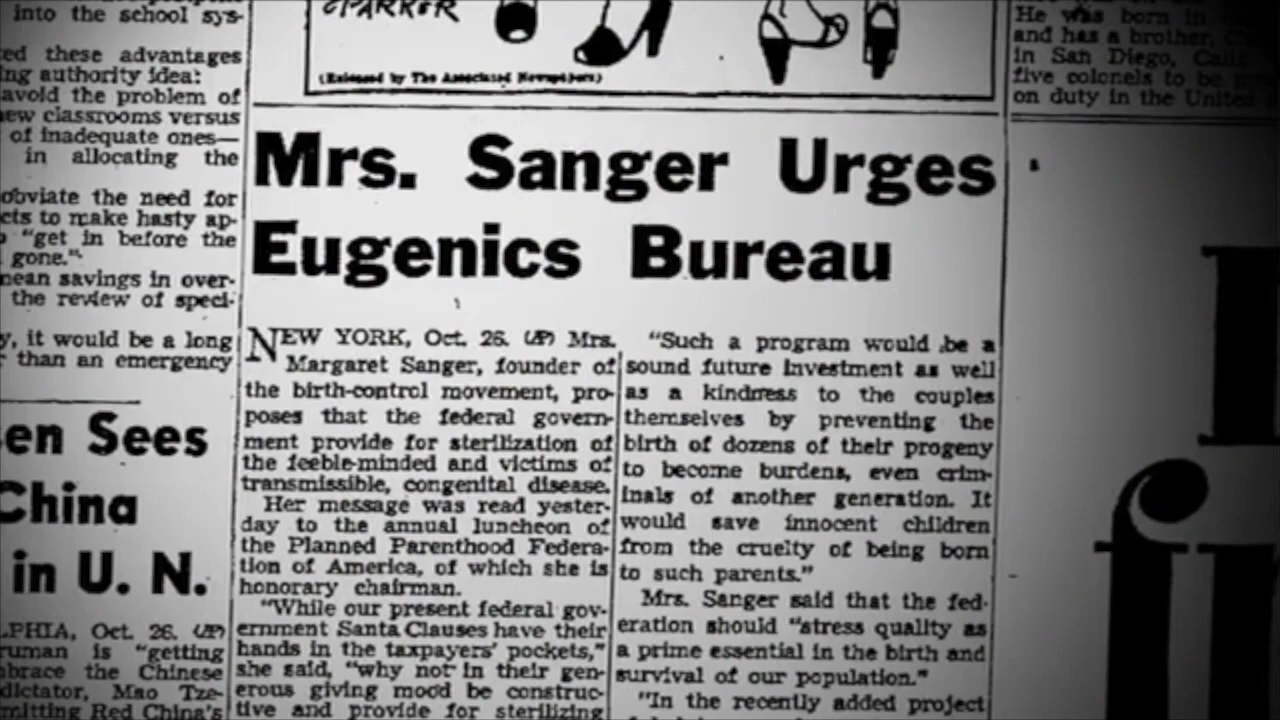 into the school sys-
ed these advantages
ing authority idea:
avoid the problem of
ew classrooms versus
of inadequate ones—
in allocating the
obviate the need for
cts to make hasty ap-
"get in before the
gone."
mean savings in over-
the review of speci-
y, it would be a long
than an emergency
en Sees
China
in U. N.
LPHIA, Oct. 26. (UP)
ruman is "getting
brace the Chinese
dictator, Mao Tze-
mitting Red China's
C. PARKER
(Released by The Associated Newspapers)
Mrs. Sanger Urges
Eugenics Bureau
NEW YORK, Oct. 26. (UP) Mrs.
Margaret Sanger, founder of
the birth-control movement, pro-
poses that the federal govern-
ment provide for sterilization of
the feeble-minded and victims of
transmissible, congenital disease.
Her message was read yester-
day to the annual luncheon of
the Planned Parenthood Federa-
tion of America, of which she is
honorary chairman.
"While our present federal gov-
ernment Santa Clauses have their
hands in the taxpayers' pockets,"
she said, "why not in their gen-
erous giving mood be construc-
tive and provide for sterilizing
"Such a program would be a
sound future investment as well
as a kindness to the couples
themselves by preventing the
birth of dozens of their progeny
to become burdens, even crim-
inals of another generation. It
would save innocent children
from the cruelty of being born
to such parents."
Mrs. Sanger said that the fed-
eration should "stress quality as
a prime essential in the birth and
survival of our population."
"In the recently added project
He was born in
and has a brother,
in San Diego, Calif
five colonels to be
on duty in the United
fi